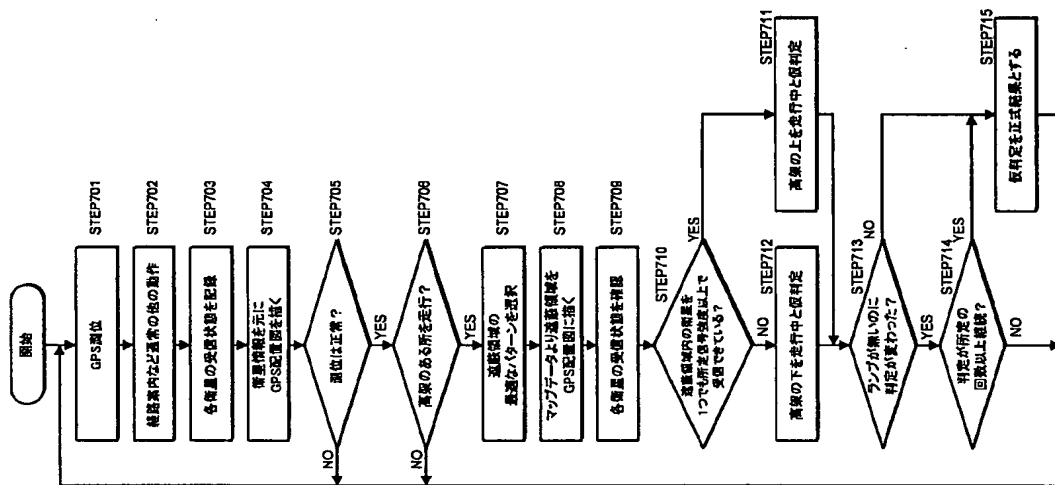 開始
STEP701
GPS測位
STEP702
経路案内など通常の他の動作
STEP703
各衛星の受信状態を記録
STEP704
衛星情報を元に
GPS配置図を描く
STEP705
測位は正常?
NO
YES
STEP706
高架のある所を走行?
NO
YES
STEP707
遮蔽領域の
最適なパターンを選択
STEP708
マップデータより遮蔽領域を
GPS配置図に描く
STEP709
各衛星の受信状態を確認
STEP710
遮蔽領域内の衛星を
1つでも所定信号強度以上で
受信できている?
YES
NO
STEP711
高架の上を走行中と仮判定
STEP712
高架の下を走行中と仮判定
STEP713
ランプが無いのに
判定が変わった?
NO
YES
STEP714
判定が所定の
回数以上継続?
YES
NO
STEP715
仮判定を正式結果とする